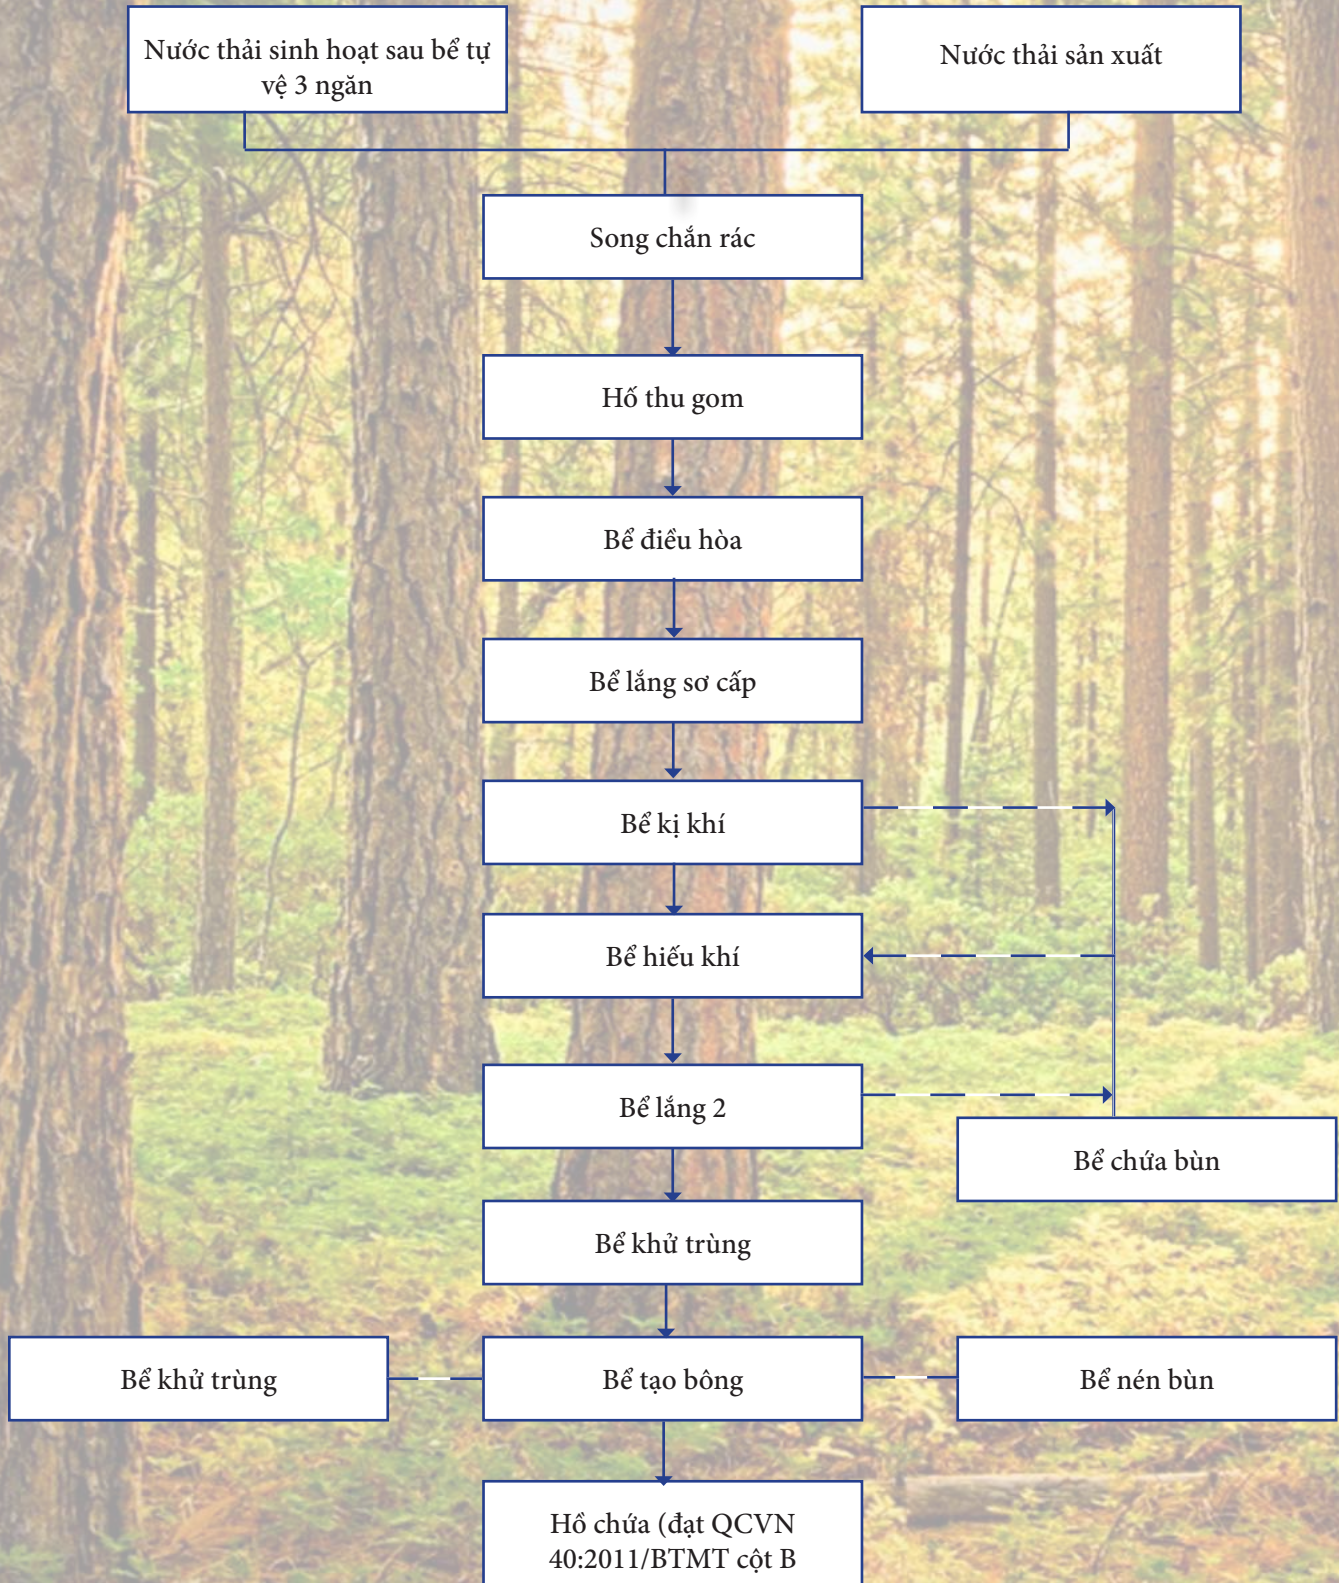 Nước thải sinh hoạt sau bể tự
vệ 3 ngăn
Nước thải sản xuất
Song chắn rác
Hố thu gom
Bể điều hòa
Bể lắng sơ cấp
Bể kị khí
Bể hiếu khí
Bể lắng 2
Bể chứa bùn
Bể khử trùng
Bể khử trùng
Bể tạo bông
Bể nén bùn
Hồ chứa (đạt QCVN
40:2011/BTMT cột B